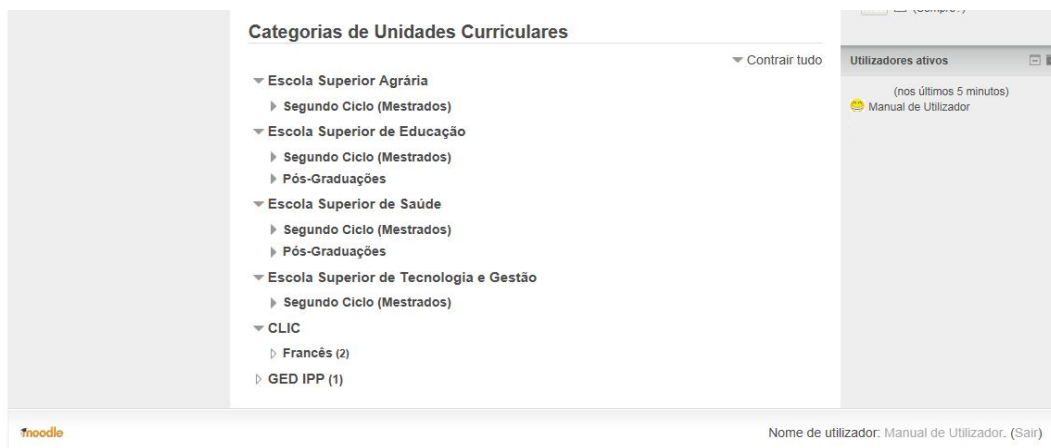 Categorias de Unidades Curriculares
Contrair tudo
Escola Superior Agrária
Segundo Ciclo (Mestrados)
Escola Superior de Educação
Segundo Ciclo (Mestrados)
Pós-Graduações
Escola Superior de Saúde
Segundo Ciclo (Mestrados)
Pós-Graduações
Escola Superior de Tecnologia e Gestão
Segundo Ciclo (Mestrados)
CLIC
Francês (2)
GED IPP (1)
Utilizadores ativos
(nos últimos 5 minutos)
Manual de Utilizador
moodle
Nome de utilizador: Manual de Utilizador. (Sair)